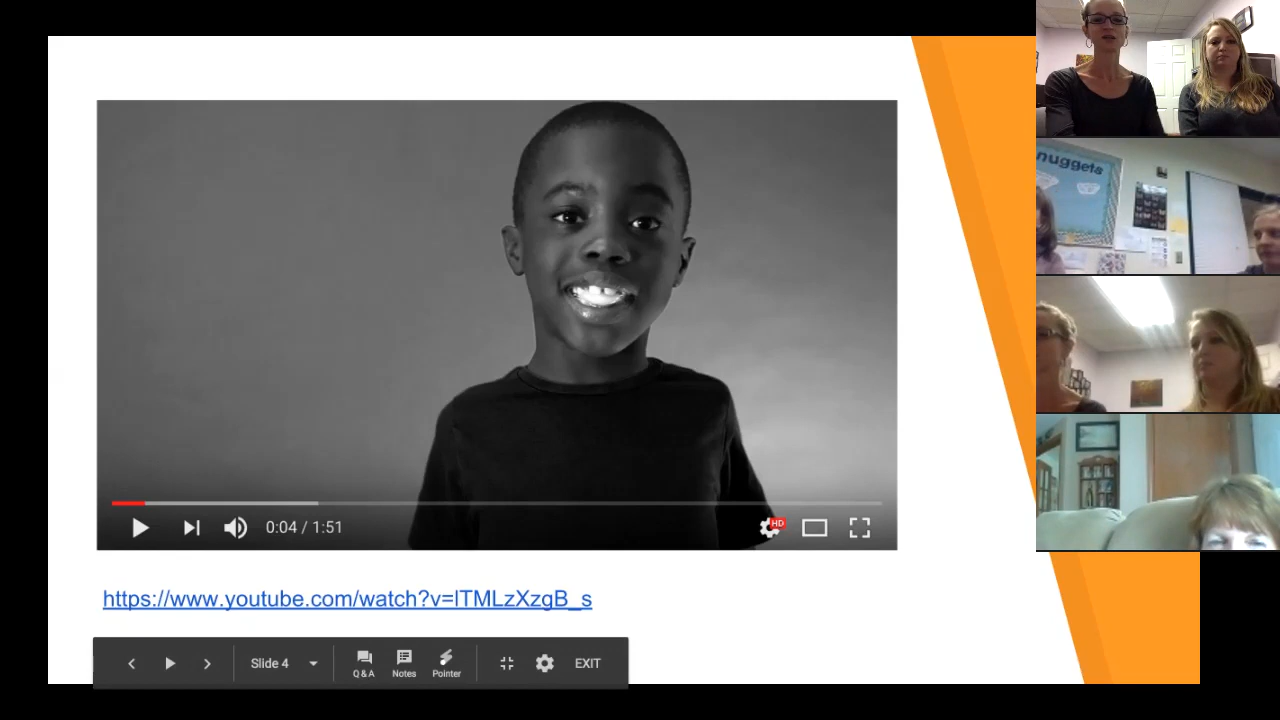 nuggets
0:04 / 1:51
HD
https://www.youtube.com/watch?v=lTMLzXzgB_s
Slide 4
Q & A
Notes
Pointer
EXIT